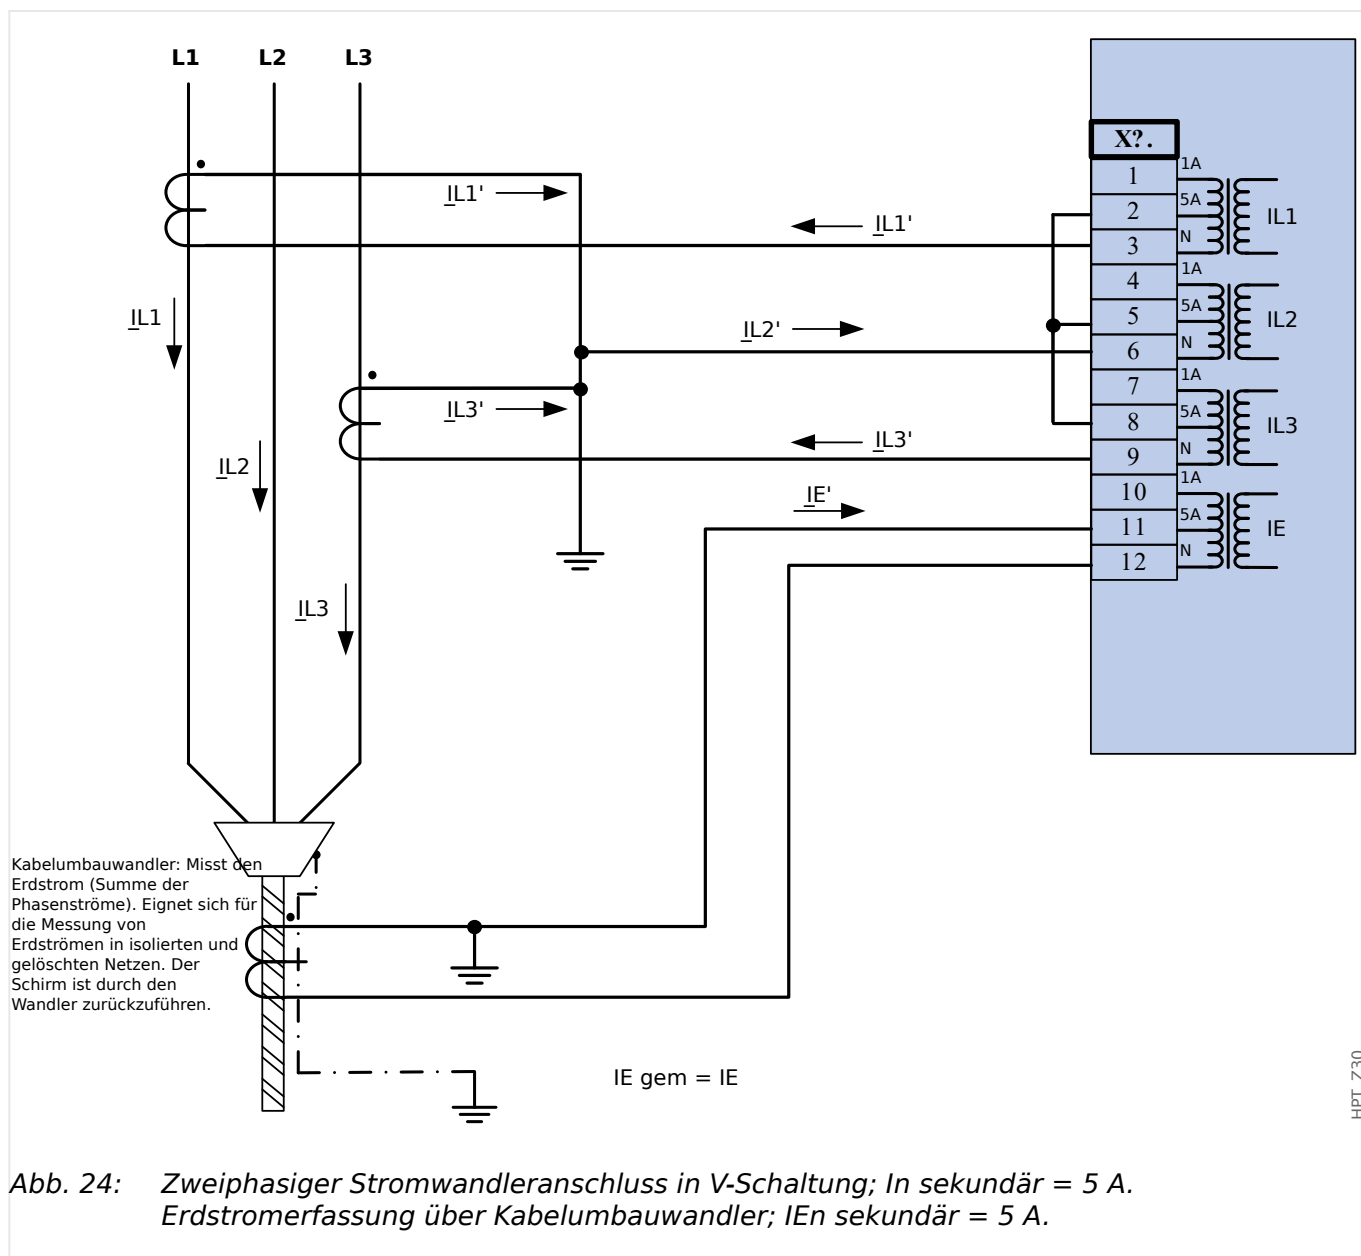 L1 L2 L3
X?.
1
2
3
4
5
6
7
8
9
10
11
12
1A
5A
N
IL1
1A
5A
N
IL2
1A
5A
N
IL3
1A
5A
N
IE
IL1'
IL1'
IL1
IL2'
IL3'
IL3'
IL2
IE'
IL3
Kabelumbauwandler: Misst den
Erdstrom (Summe der
Phasenströme). Eignet sich für
die Messung von
Erdströmen in isolierten und
gelöschten Netzen. Der
Schirm ist durch den
Wandler zurückzuführen.
IE gem = IE
HPT_Z30
Abb. 24: Zweiphasiger Stromwandleranschluss in V-Schaltung; In sekundär = 5 A.
Erdstromerfassung über Kabelumbauwandler; IEn sekundär = 5 A.